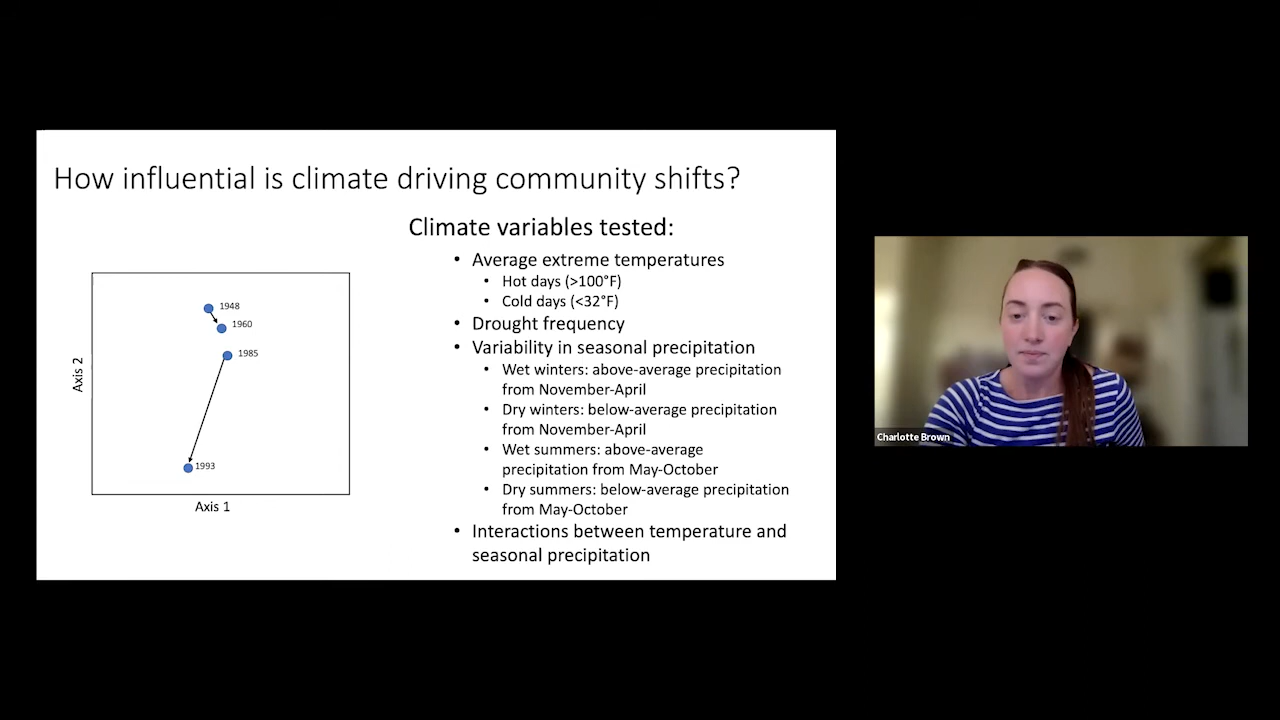 How influential is climate driving community shifts?
Climate variables tested:
• Average extreme temperatures
• Hot days (>100°F)
• Cold days (<32°F)
• Drought frequency
• Variability in seasonal precipitation
• Wet winters: above-average precipitation
from November-April
• Dry winters: below-average precipitation
from November-April
• Wet summers: above-average
precipitation from May-October
• Dry summers: below-average precipitation
from May-October
• Interactions between temperature and
seasonal precipitation
1948
1960
1985
1993
Axis 2
Axis 1
Charlotte Brown